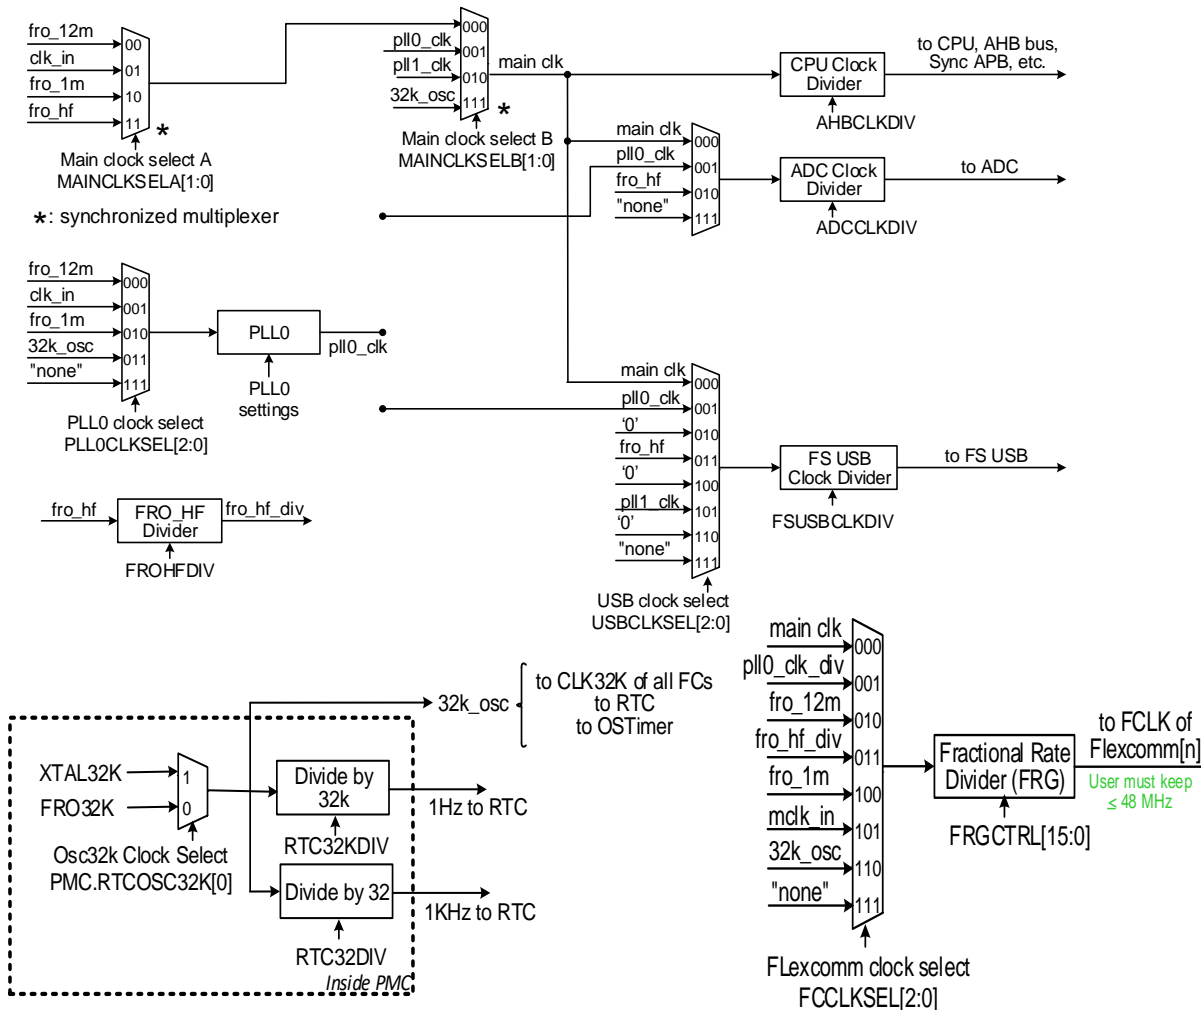 fro_12m
00
clk_in
01
fro_1m
10
fro_hf
11
*
Main clock select A
MAINCLKSELA[1:0]
*: synchronized multiplexer
000
pll0_clk
001
pll1_clk
010
32k_osc
111
*
Main clock select B
MAINCLKSELB[1:0]
main clk
CPU Clock
Divider
AHBCLKDIV
to CPU, AHB bus,
Sync APB, etc.
main clk
000
pll0_clk
001
fro_hf
010
"none"
111
ADC Clock
Divider
ADCCLKDIV
to ADC
fro_12m
000
clk_in
001
fro_1m
010
32k_osc
011
"none"
111
PLL0 clock select
PLL0CLKSEL[2:0]
PLL0
PLL0
settings
pll0_clk
main clk
000
pll0_clk
001
'0'
010
fro_hf
011
'0'
100
pll1_clk
101
'0'
110
"none"
111
USB clock select
USBCLKSEL[2:0]
FS USB
Clock Divider
FSUSBCLKDIV
to FS USB
fro_hf
FRO_HF
Divider
FROHFDIV
fro_hf_div
XTAL32K
1
FRO32K
0
Osc32k Clock Select
PMC.RTCOSC32K[0]
32k_osc
to CLK32K of all FCs
to RTC
to OSTimer
Divide by
32k
RTC32KDIV
1Hz to RTC
Divide by 32
RTC32DIV
1KHz to RTC
Inside PMC
main clk
000
pll0_clk_div
001
fro_12m
010
fro_hf_div
011
fro_1m
100
mclk_in
101
32k_osc
110
"none"
111
FLexcomm clock select
FCCLKSEL[2:0]
Fractional Rate
Divider (FRG)
FRGCTRL[15:0]
to FCLK of
Flexcomm[n]
User must keep
≤ 48 MHz